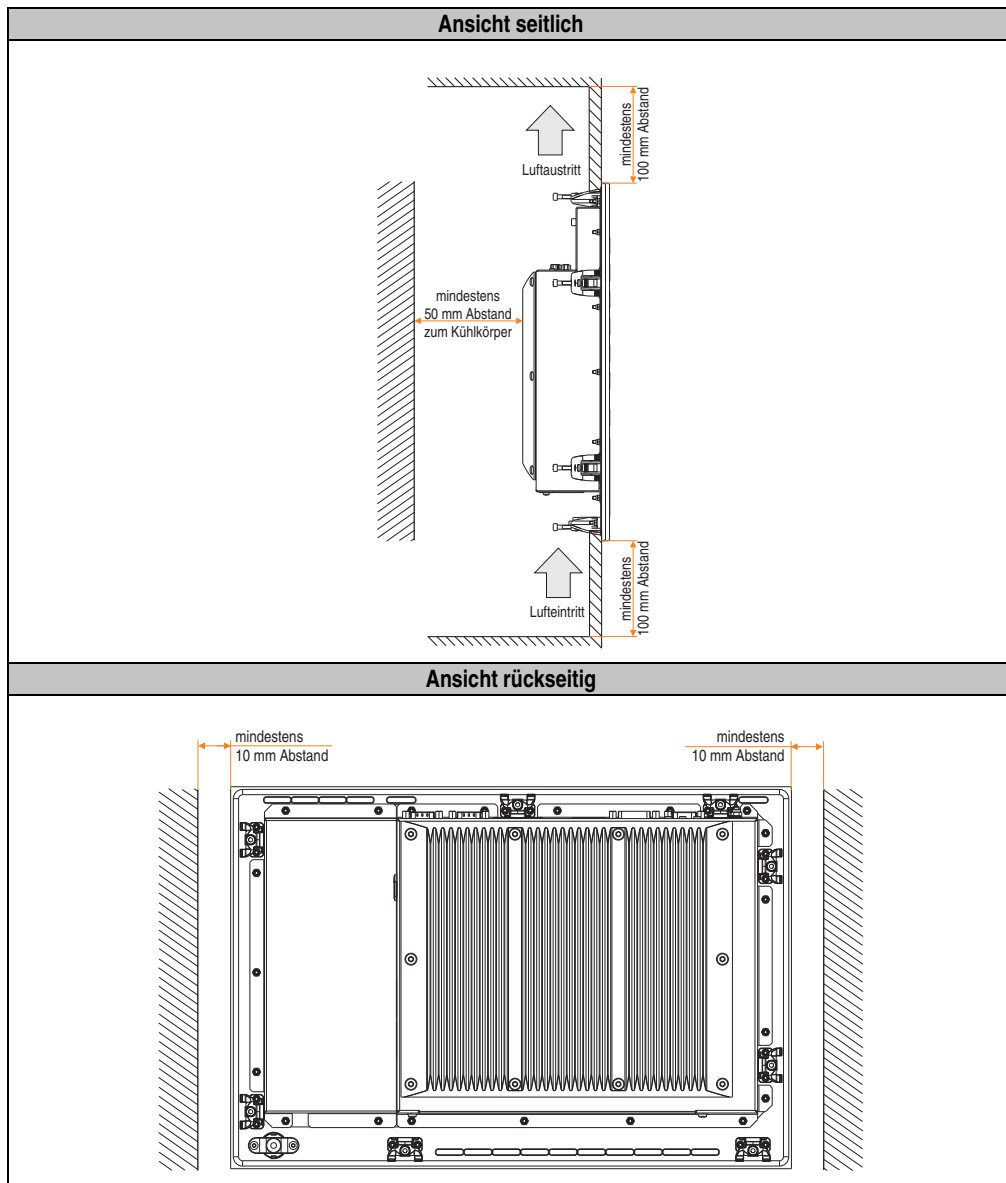 Ansicht seitlich
mindestens
100 mm Abstand
Luftaustritt
mindestens
50 mm Abstand
zum Kühlkörper
Lufteintritt
mindestens
100 mm Abstand
Ansicht rückseitig
mindestens
10 mm Abstand
mindestens
10 mm Abstand